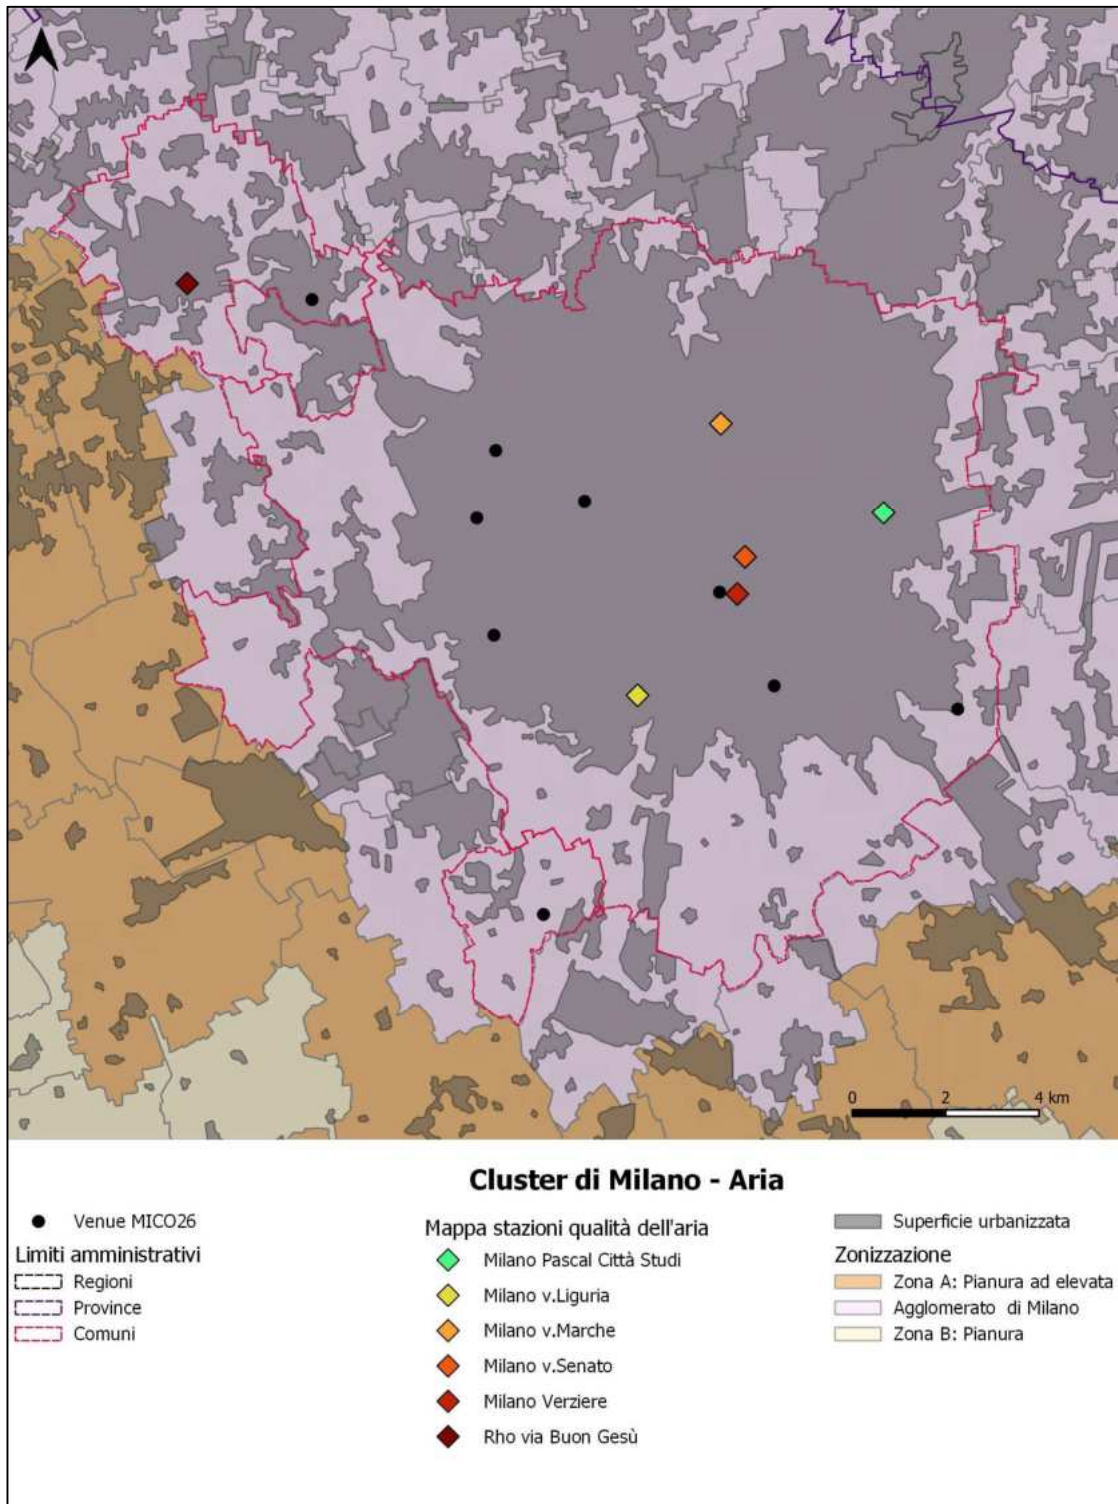 0 2 4 km
Cluster di Milano - Aria
Venue MICO26
Limiti amministrativi
Regioni
Province
Comuni
Mappa stazioni qualità dell'aria
Milano Pascal Città Studi
Milano v.Liguria
Milano v.Marche
Milano v.Senato
Milano Verziere
Rho via Buon Gesù
Superficie urbanizzata
Zonizzazione
Zona A: Pianura ad elevata
Agglomerato di Milano
Zona B: Pianura